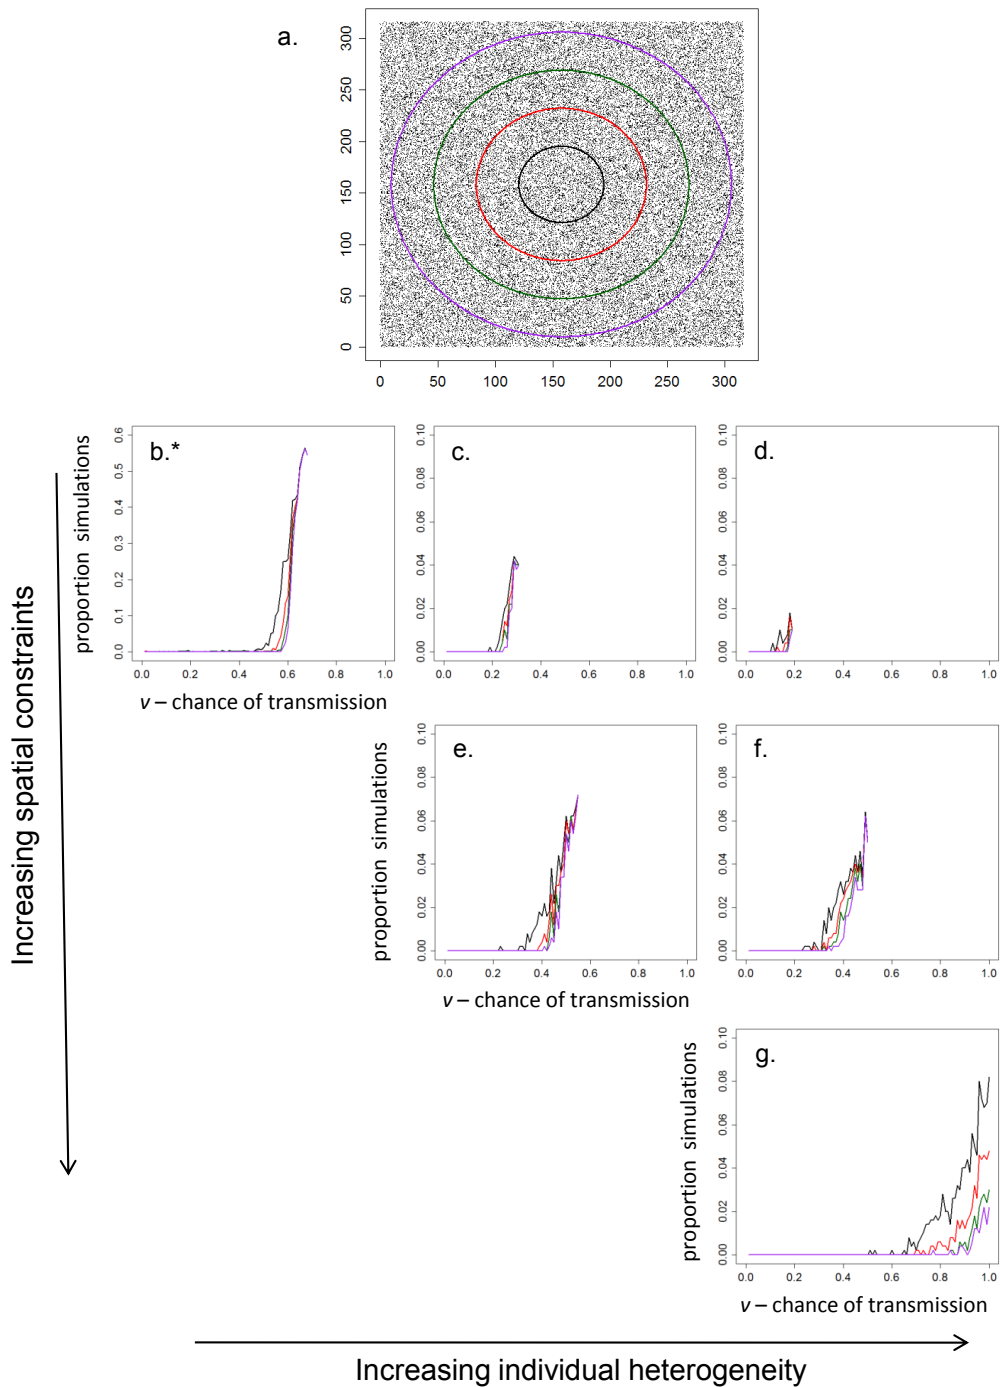 a.
300
250
200
150
100
50
0
0 50 100 150 200 250 300
Increasing spatial constraints
b.*
proportion simulations
0.6
0.5
0.4
0.3
0.2
0.1
0.0
0.0 0.2 0.4 0.6 0.8 1.0
v – chance of transmission
c.
0.10
0.08
0.06
0.04
0.02
0.00
0.0 0.2 0.4 0.6 0.8 1.0
d.
0.10
0.08
0.06
0.04
0.02
0.00
0.0 0.2 0.4 0.6 0.8 1.0
e.
proportion simulations
0.10
0.08
0.06
0.04
0.02
0.00
0.0 0.2 0.4 0.6 0.8 1.0
v – chance of transmission
f.
proportion simulations
0.10
0.08
0.06
0.04
0.02
0.00
0.0 0.2 0.4 0.6 0.8 1.0
g.
proportion simulations
0.10
0.08
0.06
0.04
0.02
0.00
0.0 0.2 0.4 0.6 0.8 1.0
v – chance of transmission
Increasing individual heterogeneity